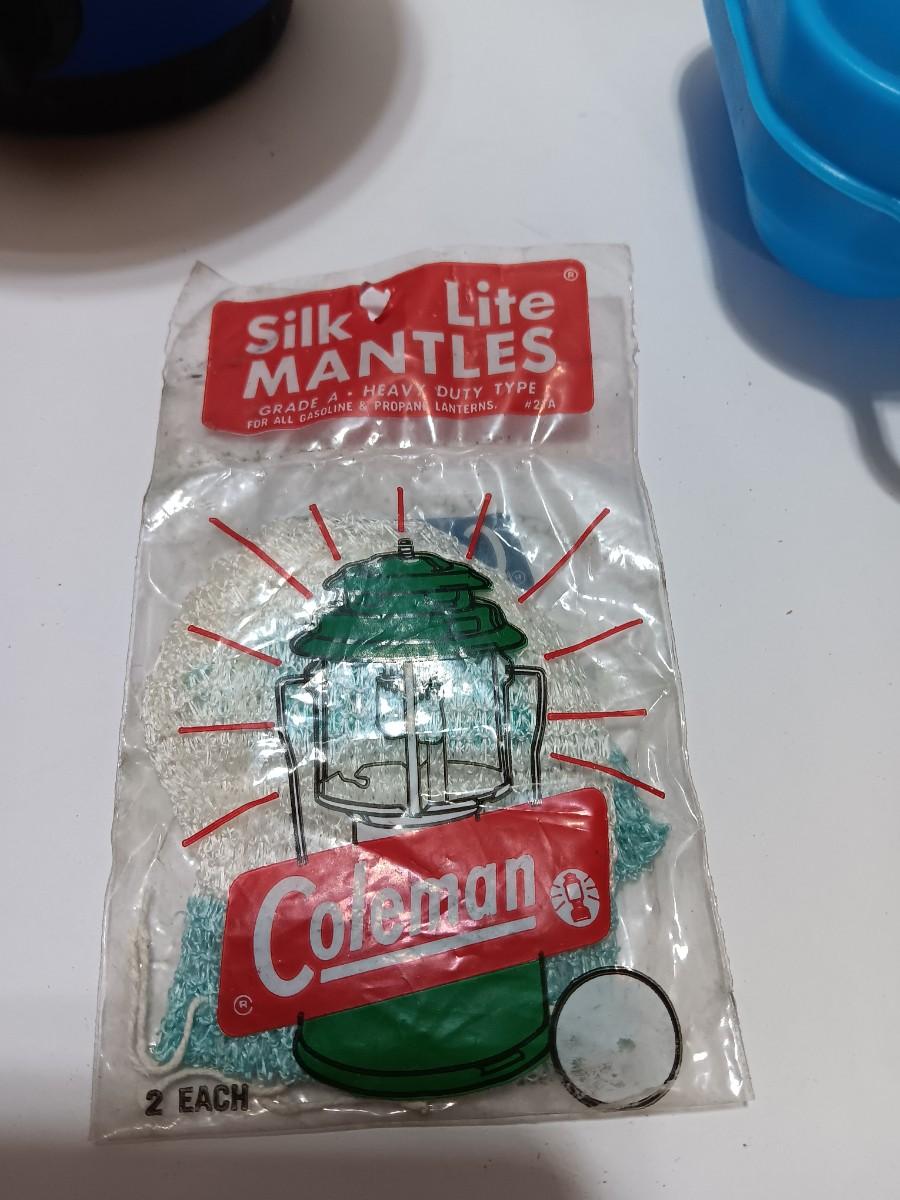 ®
Silk Lite
MANTLES
GRADE A • HEAVY DUTY TYPE
FOR ALL GASOLINE & PROPANE LANTERNS.
Coleman
®
2 EACH